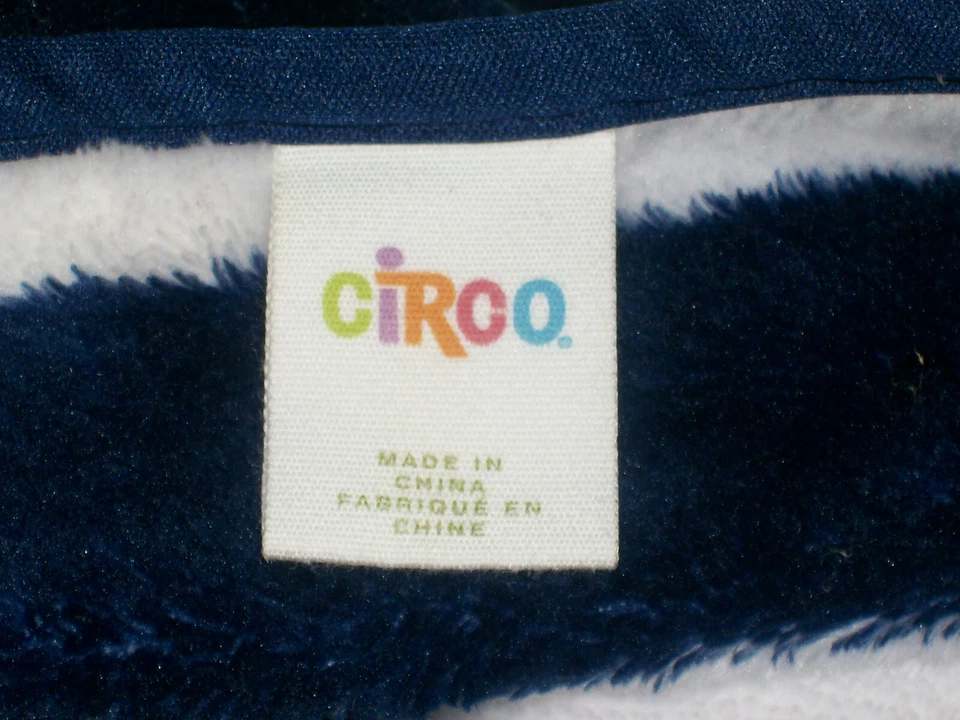 CiRCO®
MADE IN
CHINA
FABRIQUÉ EN
CHINE